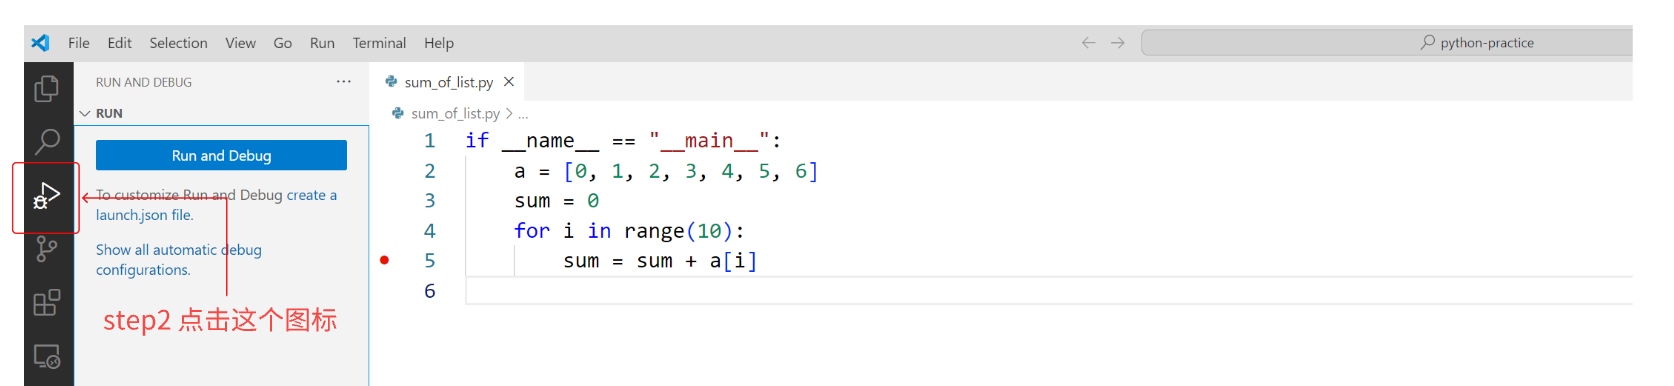 File Edit Selection View Go Run Terminal Help
python-practice
RUN AND DEBUG ...
RUN
Run and Debug
To customize Run and Debug create a
launch.json file.
Show all automatic debug
configurations.
step2 点击这个图标
sum_of_list.py
sum_of_list.py > ...
1 if __name__ == "__main__":
2 a = [0, 1, 2, 3, 4, 5, 6]
3 sum = 0
4 for i in range(10):
5 sum = sum + a[i]
6